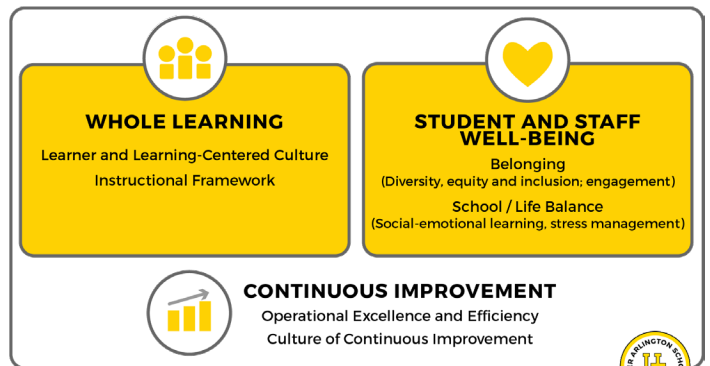 WHOLE LEARNING
Learner and Learning-Centered Culture
Instructional Framework
STUDENT AND STAFF
WELL-BEING
Belonging
(Diversity, equity and inclusion; engagement)
School / Life Balance
(Social-emotional learning, stress management)
CONTINUOUS IMPROVEMENT
Operational Excellence and Efficiency
Culture of Continuous Improvement
ARLINGTON